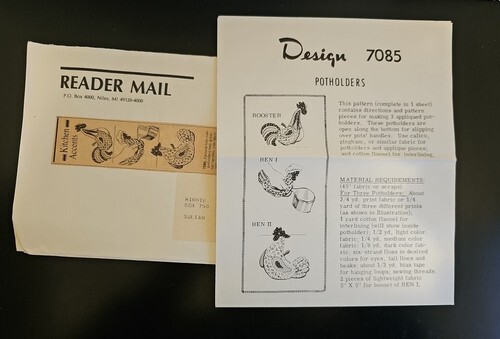 READER MAIL
P.O. Box 4000, Niles, MI 49120-4000
Kitchen
Accents
Design 7085
POTHOLDERS
ROOSTER
HEN I
HEN II
This pattern (complete in 1 sheet)
contains directions and pattern
pieces for making 3 appliqued pot-
holders. These potholders are
open along the bottom for slipping
over pots' handles. Use calico,
gingham, or similar fabric for
potholders and applique pieces,
and cotton flannel for interlining.
MATERIAL REQUIREMENTS:
(45" fabric or scraps)
For Three Potholders: About
3/4 yd. print fabric or 1/4
yard of three different prints
(as shown in illustration);
1 yard cotton flannel for
interlining (will show inside
potholder); 1/2 yd. light color
fabric; 1/4 yd. medium color
fabric; 1/8 yd. dark color fab-
ric; six-strand floss in desired
colors for eyes, tail lines and
beaks; about 1/3 yd. bias tape
for hanging loops; sewing threads.
2 pieces of lightweight fabric
5" X 5" for bonnet of HEN I.